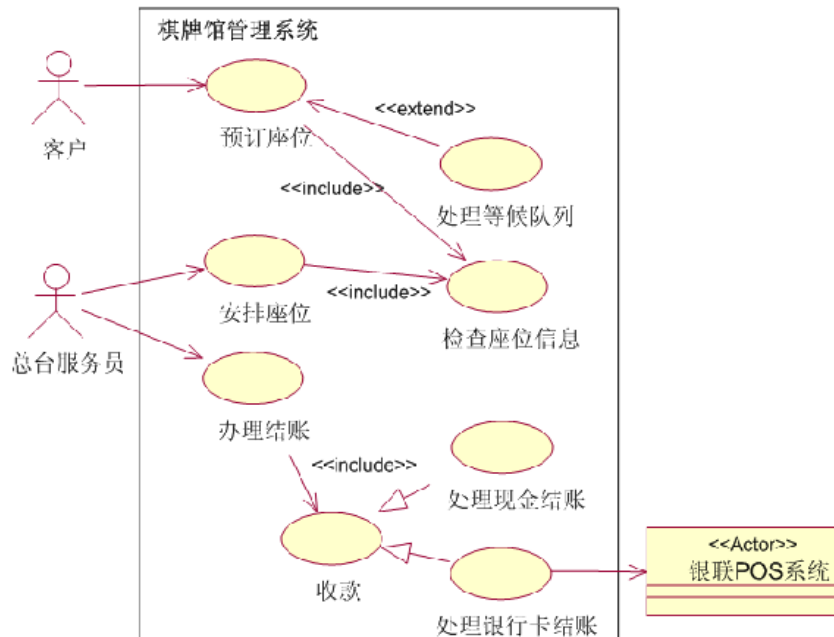 棋牌馆管理系统
客户
预订座位
<<extend>>
处理等候队列
<<include>>
总台服务员
安排座位
<<include>>
检查座位信息
办理结账
<<include>>
处理现金结账
收款
处理银行卡结账
<<Actor>>
银联POS系统